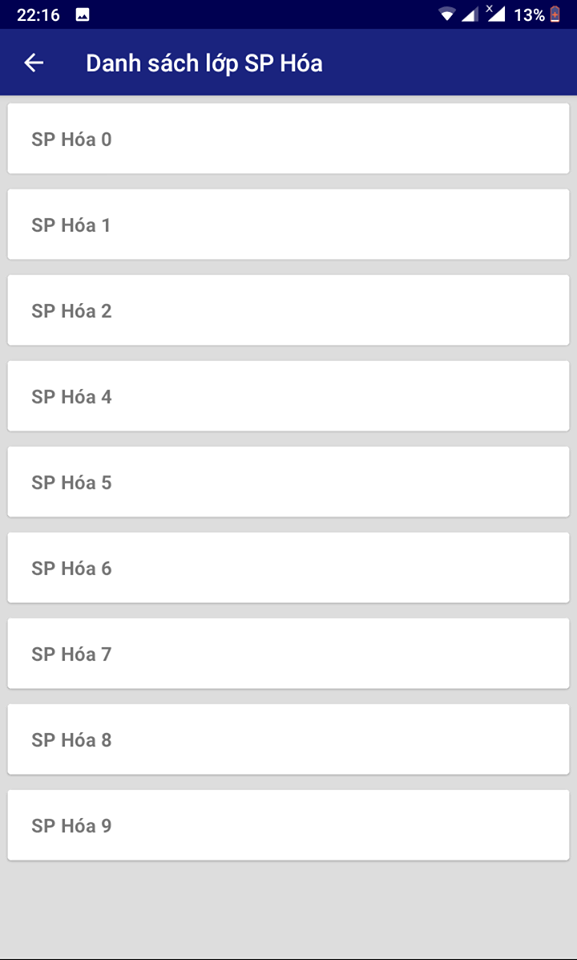 22:16
13%
Danh sách lớp SP Hóa
SP Hóa 0
SP Hóa 1
SP Hóa 2
SP Hóa 4
SP Hóa 5
SP Hóa 6
SP Hóa 7
SP Hóa 8
SP Hóa 9